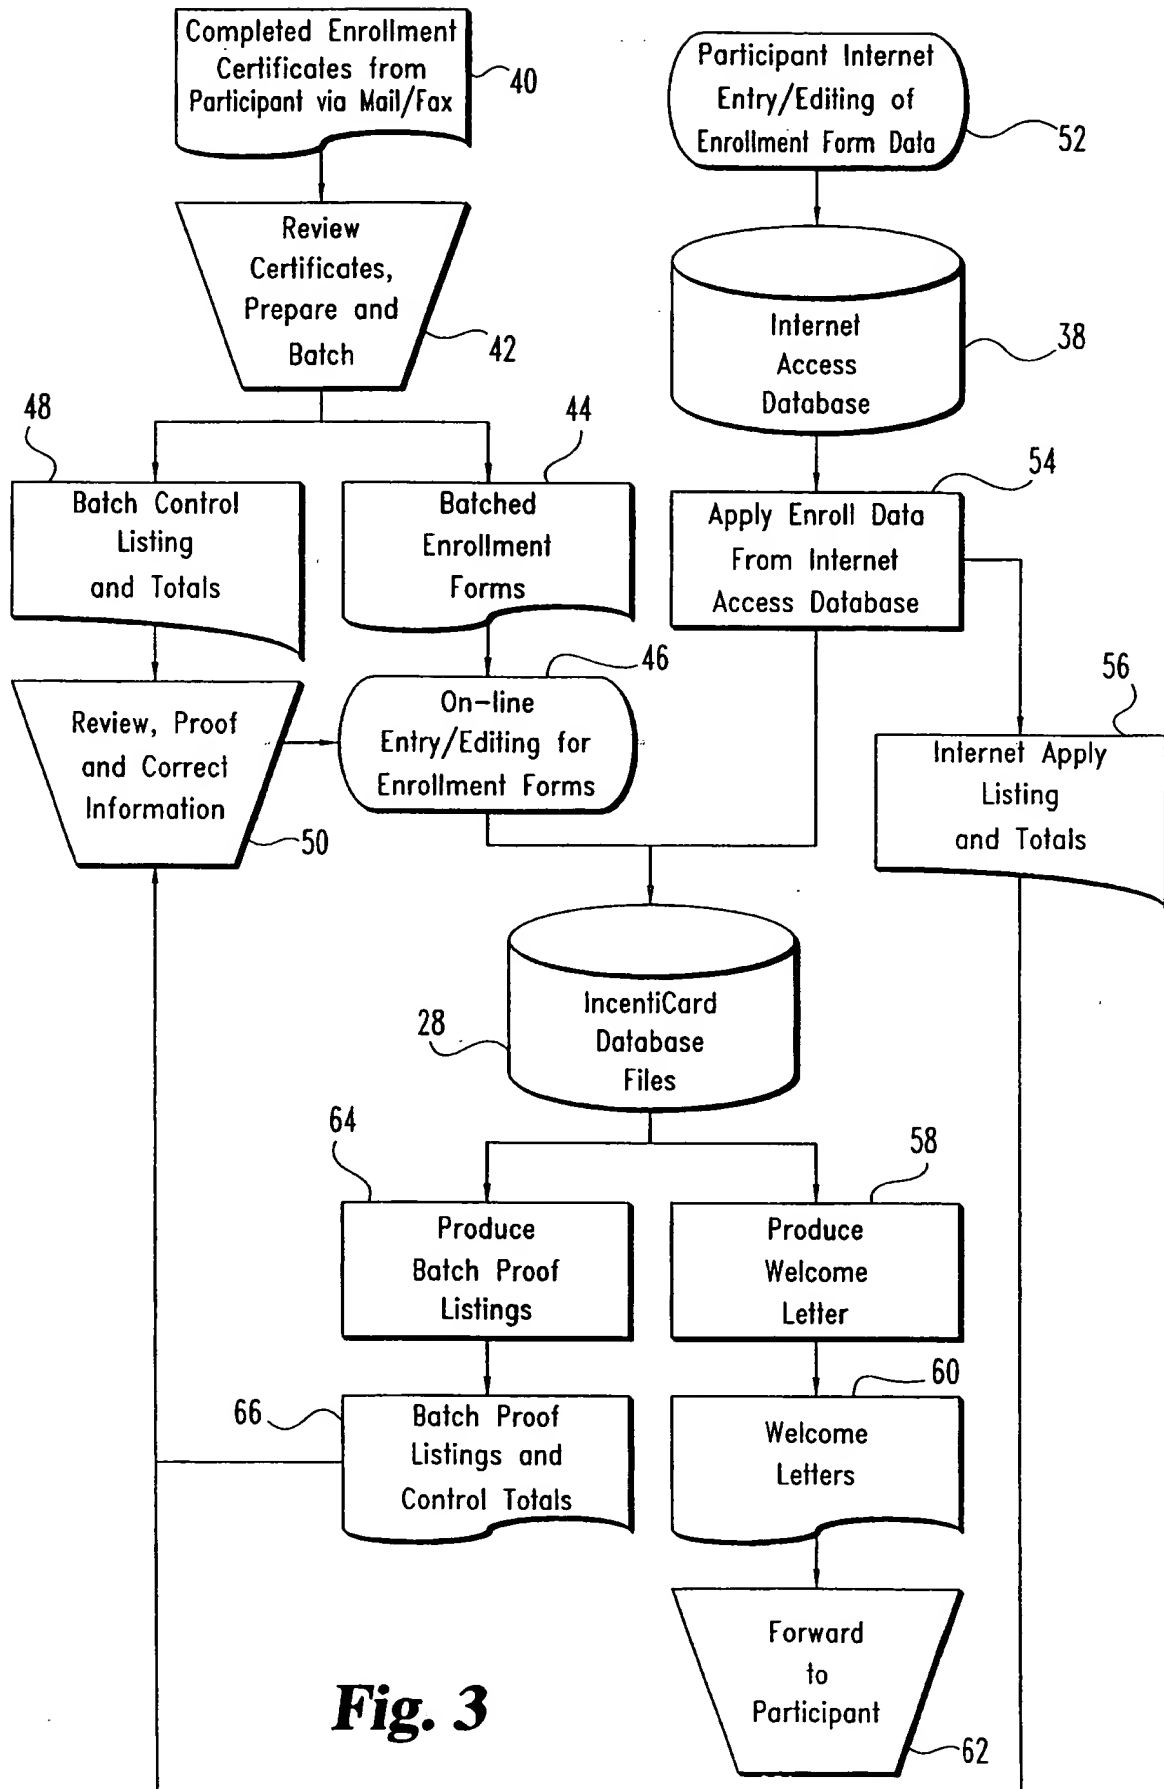 Completed Enrollment
Certificates from
Participant via Mail/Fax
40
Participant Internet
Entry/Editing of
Enrollment Form Data
52
Review
Certificates,
Prepare and
Batch
42
Internet
Access
Database
38
48
Batch Control
Listing
and Totals
44
Batched
Enrollment
Forms
54
Apply Enroll Data
From Internet
Access Database
Review, Proof
and Correct
Information
50
46
On-line
Entry/Editing for
Enrollment Forms
56
Internet Apply
Listing
and Totals
28
IncentiCard
Database
Files
64
Produce
Batch Proof
Listings
58
Produce
Welcome
Letter
66
Batch Proof
Listings and
Control Totals
60
Welcome
Letters
Forward
to
Participant
62
Fig. 3